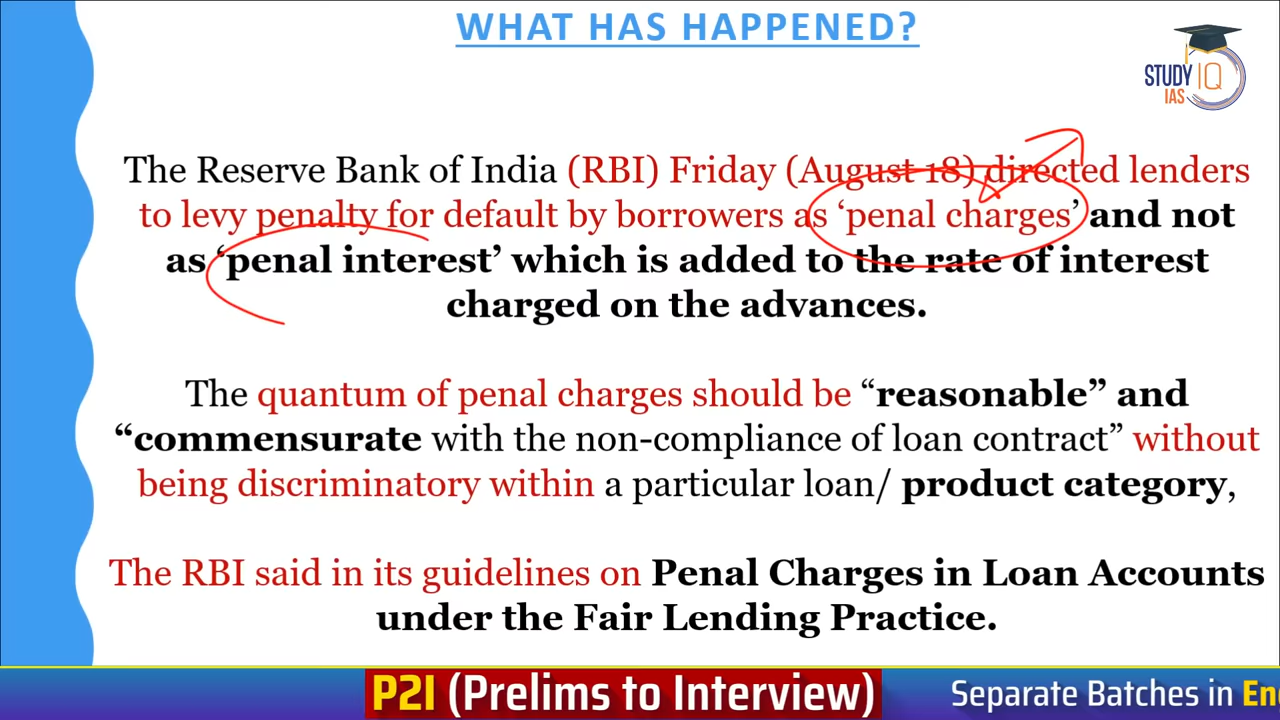 WHAT HAS HAPPENED?
STUDY IQ
IAS
The Reserve Bank of India (RBI) Friday (August 18) directed lenders
to levy penalty for default by borrowers as ‘penal charges’ and not
as ‘penal interest’ which is added to the rate of interest
charged on the advances.
The quantum of penal charges should be “reasonable” and
“commensurate with the non-compliance of loan contract” without
being discriminatory within a particular loan/ product category,
The RBI said in its guidelines on Penal Charges in Loan Accounts
under the Fair Lending Practice.
P2I (Prelims to Interview)
Separate Batches in En